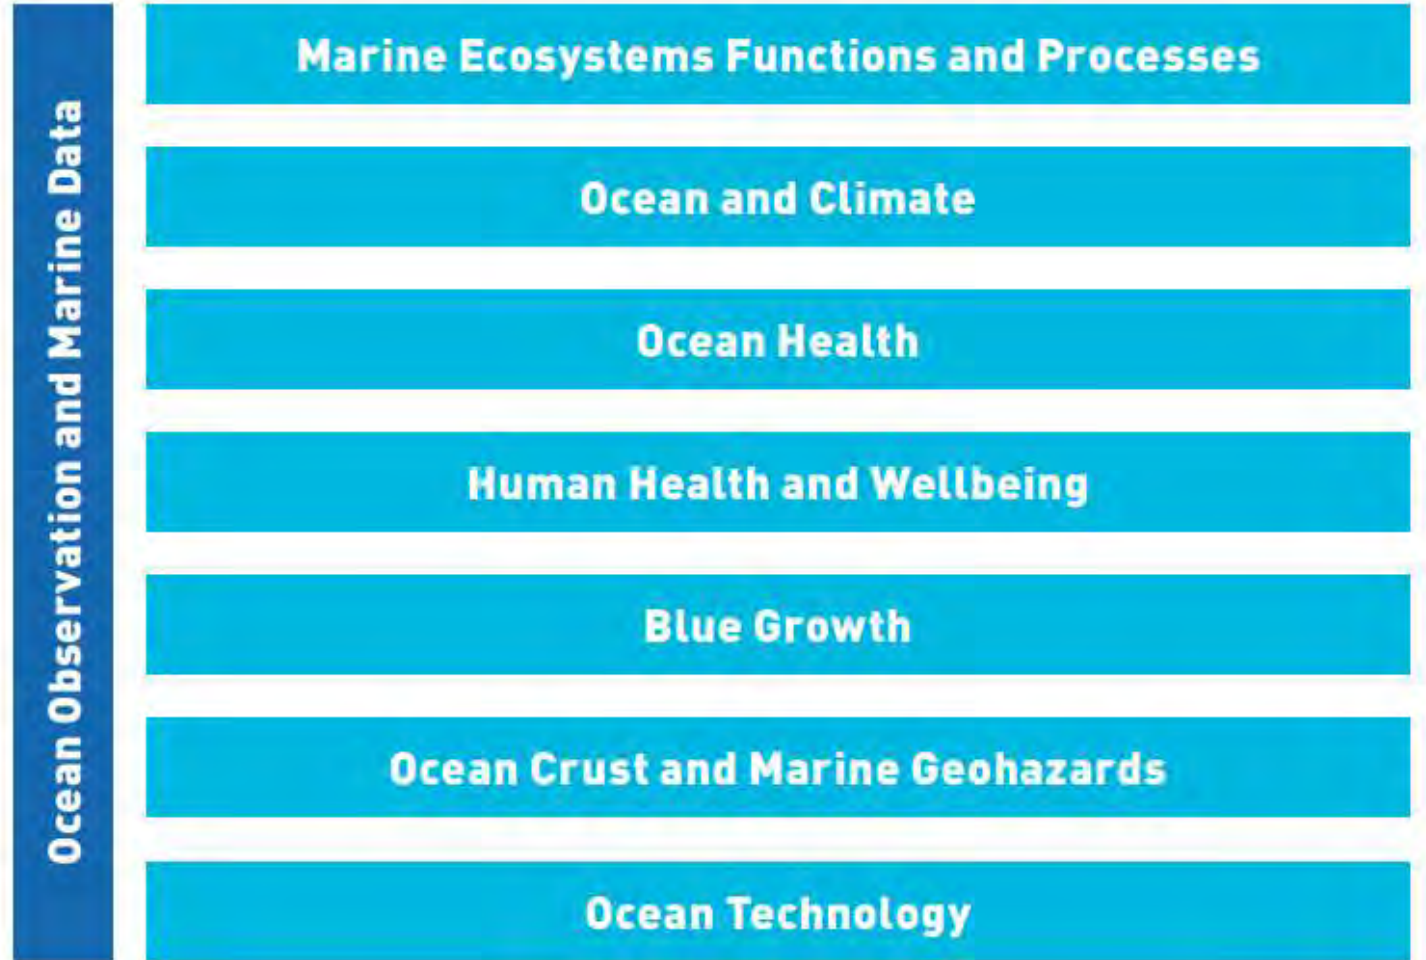 Ocean Observation and Marine Data
Marine Ecosystems Functions and Processes
Ocean and Climate
Ocean Health
Human Health and Wellbeing
Blue Growth
Ocean Crust and Marine Geohazards
Ocean Technology